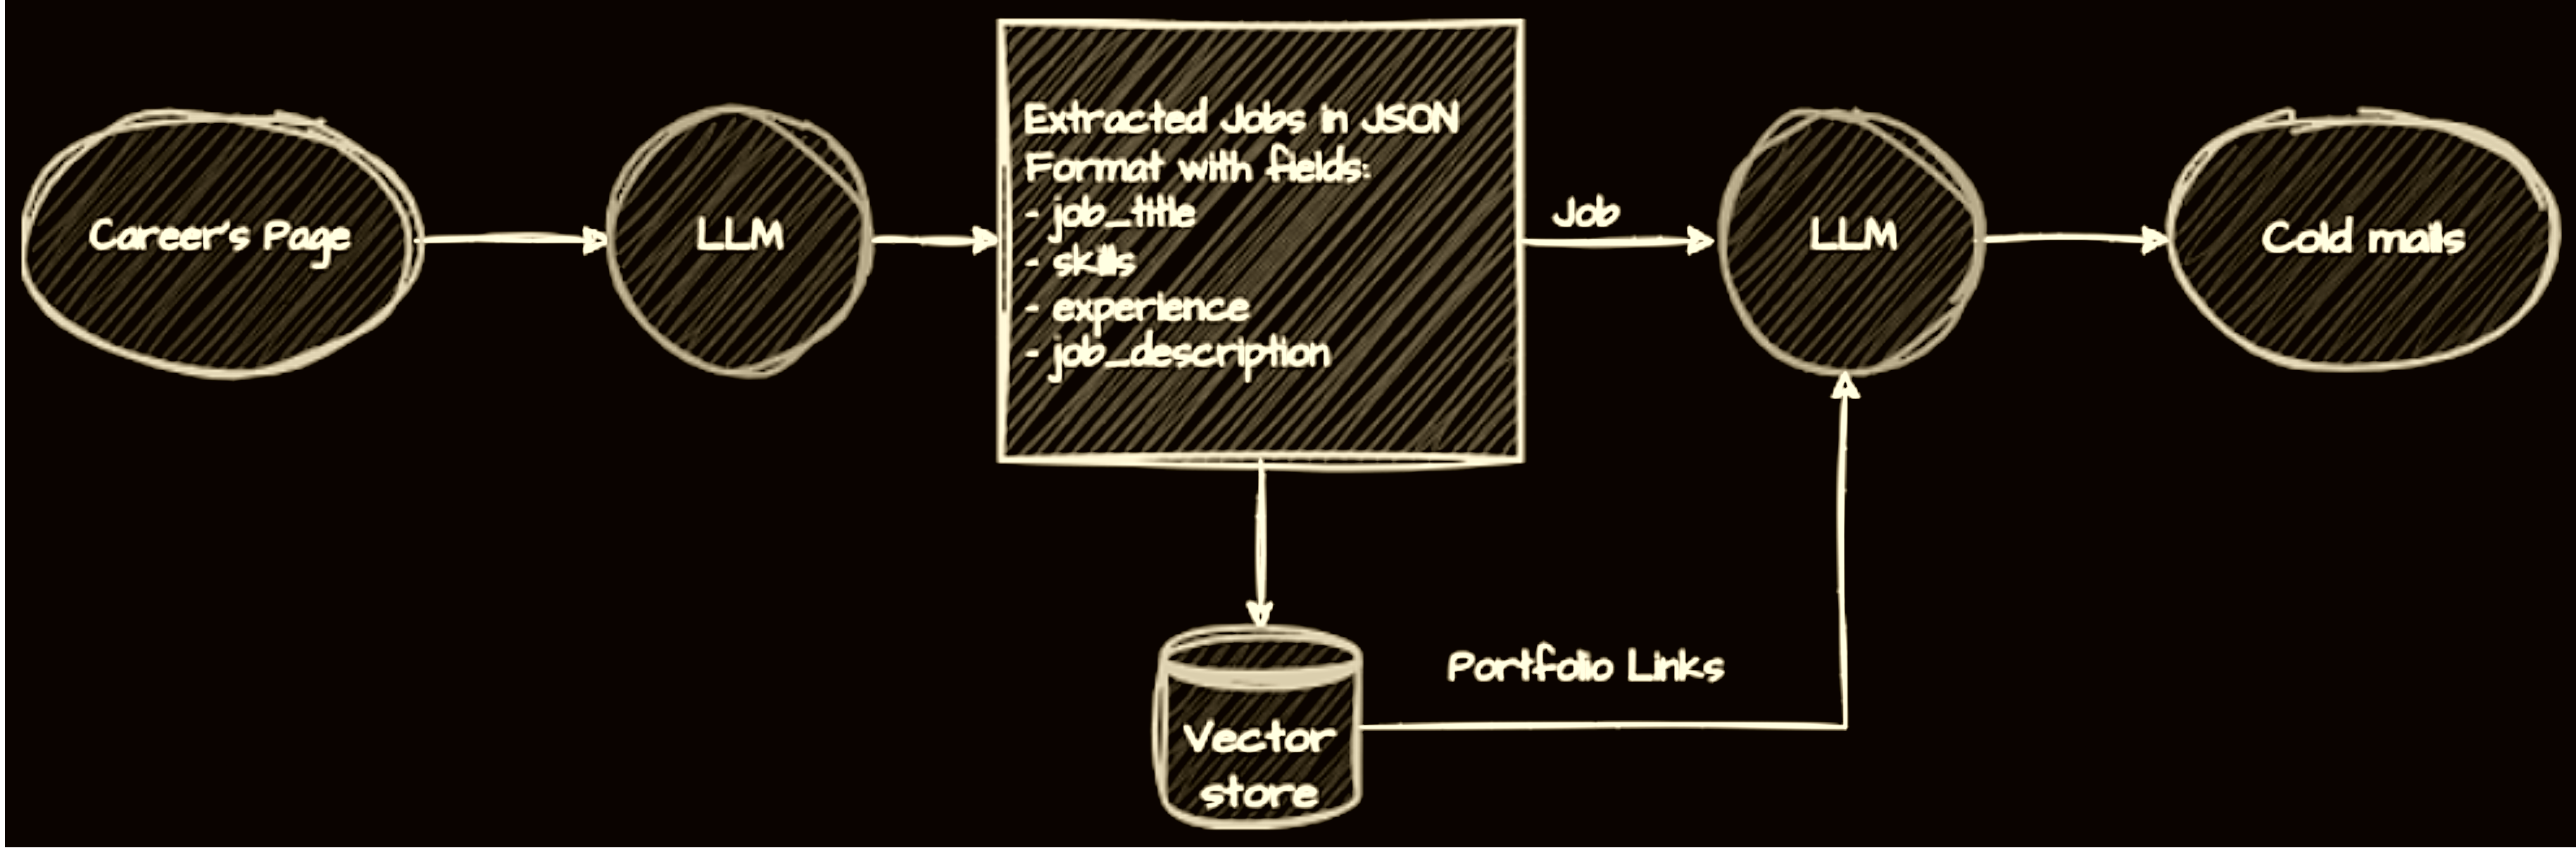 Career's Page
LLM
Extracted Jobs in JSON
Format with fields:
- job_title
- skills
- experience
- job_description
Job
LLM
Cold mails
Portfolio Links
Vector
store